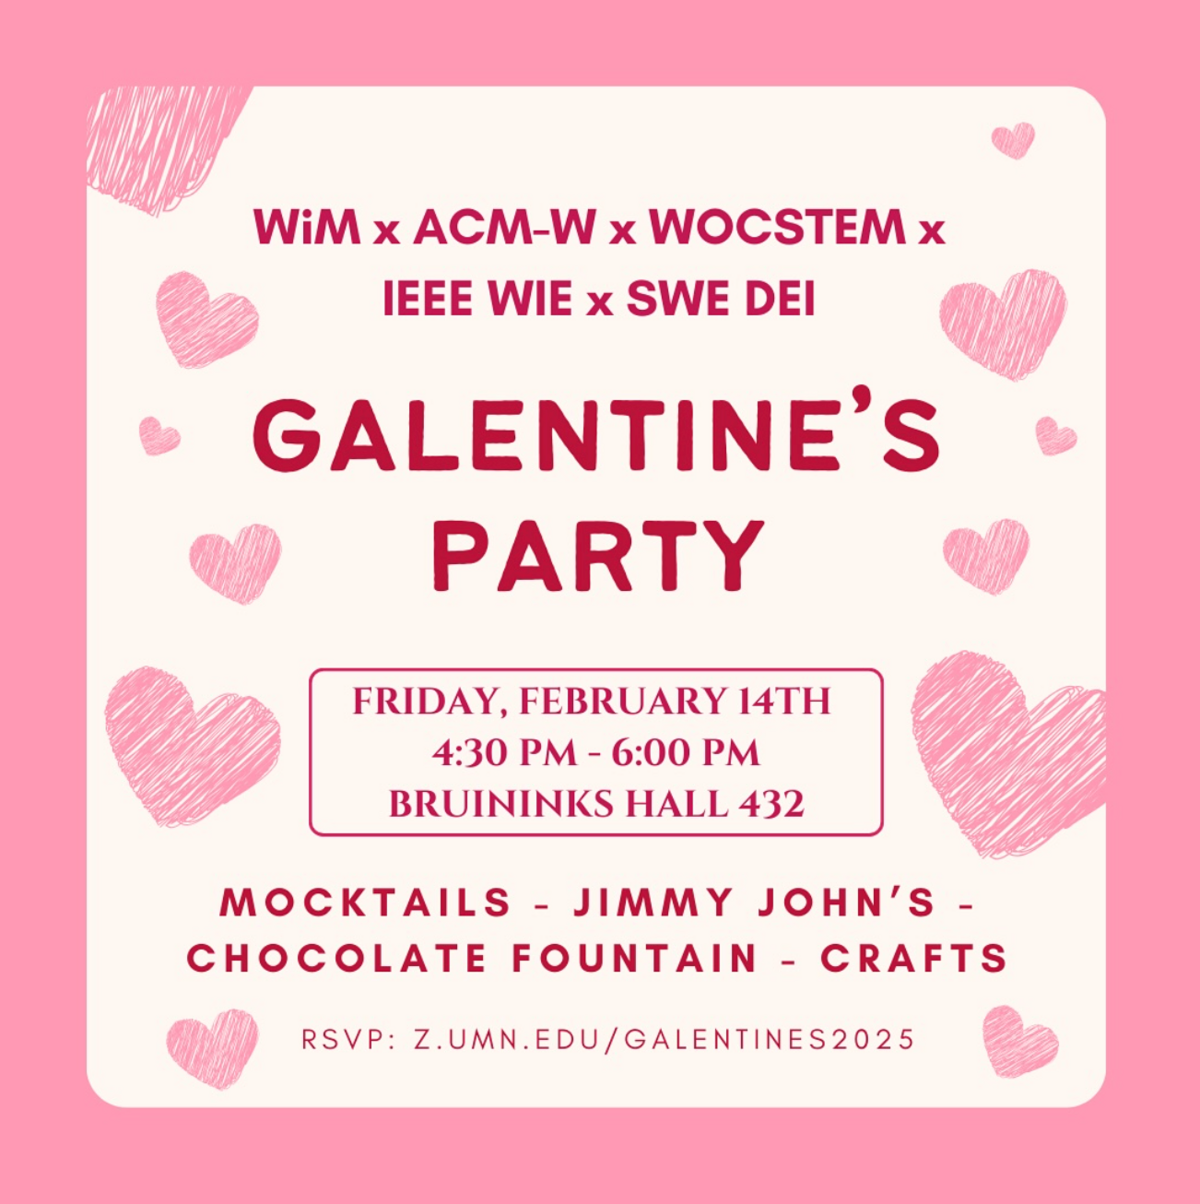 WiM x ACM-W x WOCSTEM x
IEEE WIE x SWE DEI
GALENTINE'S
PARTY
FRIDAY, FEBRUARY 14TH
4:30 PM - 6:00 PM
BRUININKS HALL 432
MOCKTAILS - JIMMY JOHN'S -
CHOCOLATE FOUNTAIN - CRAFTS
RSVP: Z.UMN.EDU/GALENTINES2025